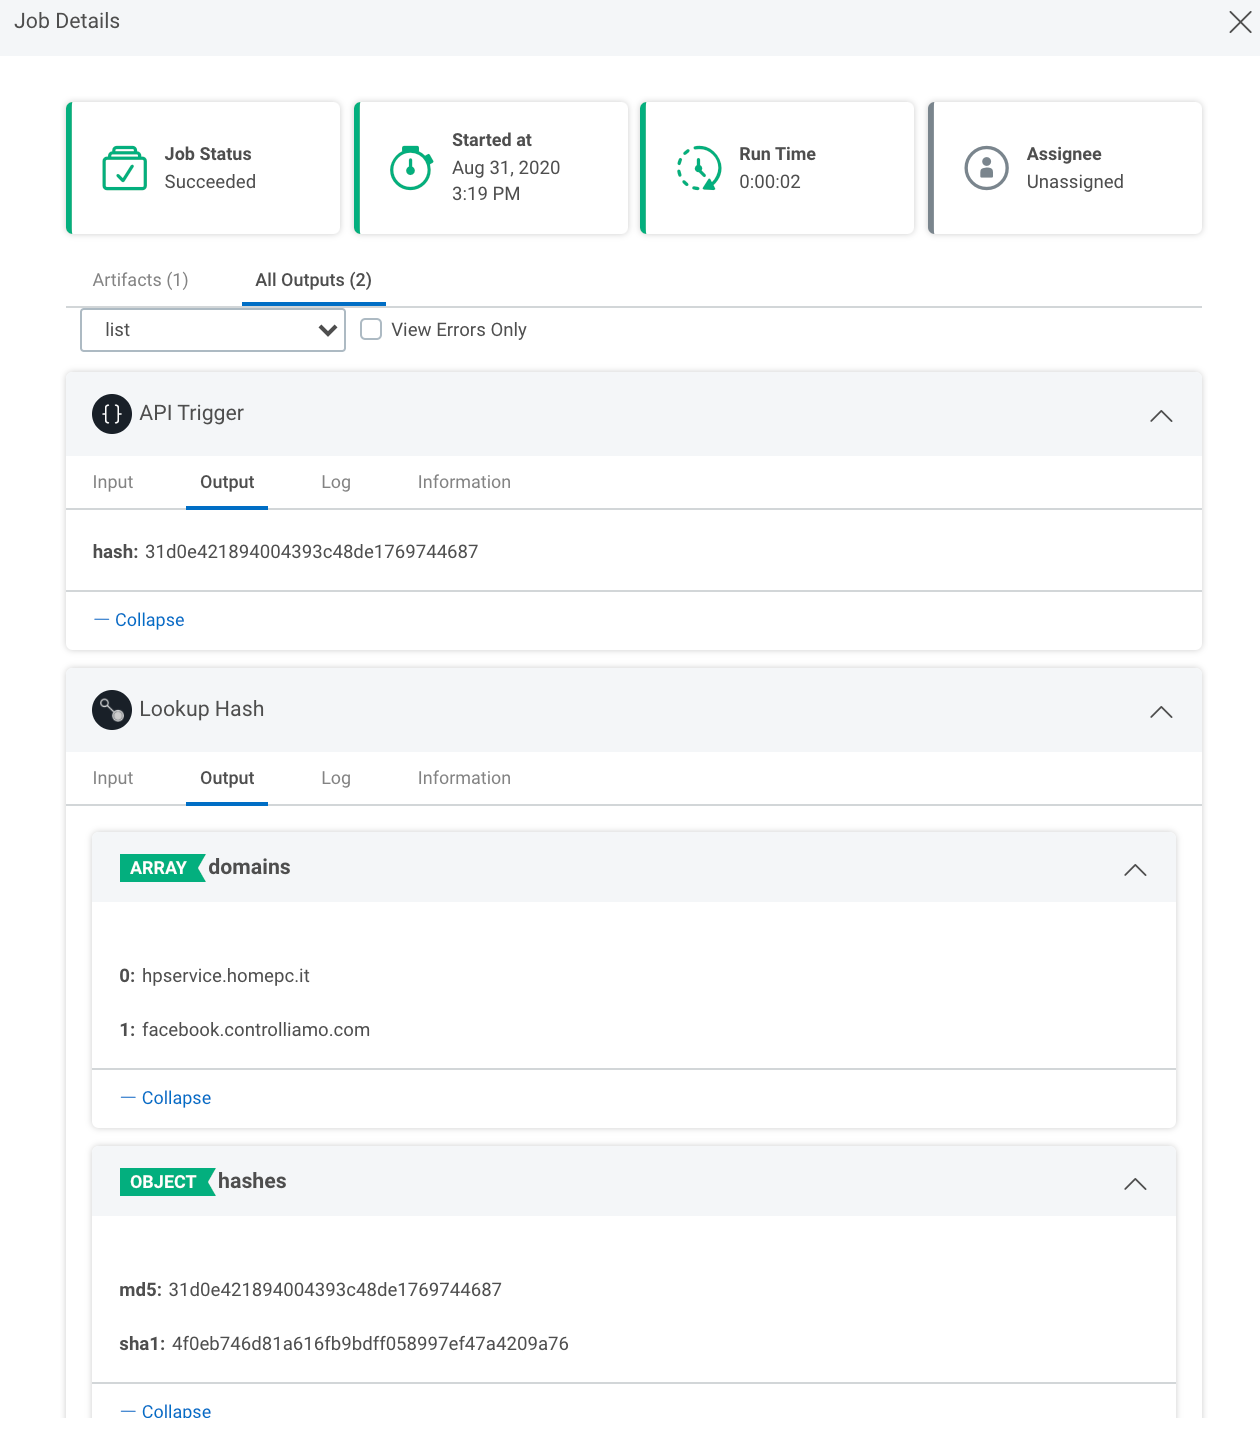 Job Details
Job Status
Succeeded
Started at
Aug 31, 2020
3:19 PM
Run Time
0:00:02
Assignee
Unassigned
Artifacts (1)
All Outputs (2)
list
View Errors Only
{} API Trigger
Input Output Log Information
hash: 31d0e421894004393c48de1769744687
— Collapse
Lookup Hash
Input Output Log Information
ARRAY domains
0: hpservice.homepc.it
1: facebook.controlliamo.com
— Collapse
OBJECT hashes
md5: 31d0e421894004393c48de1769744687
sha1: 4f0eb746d81a616fb9bdff058997ef47a4209a76
— Collapse